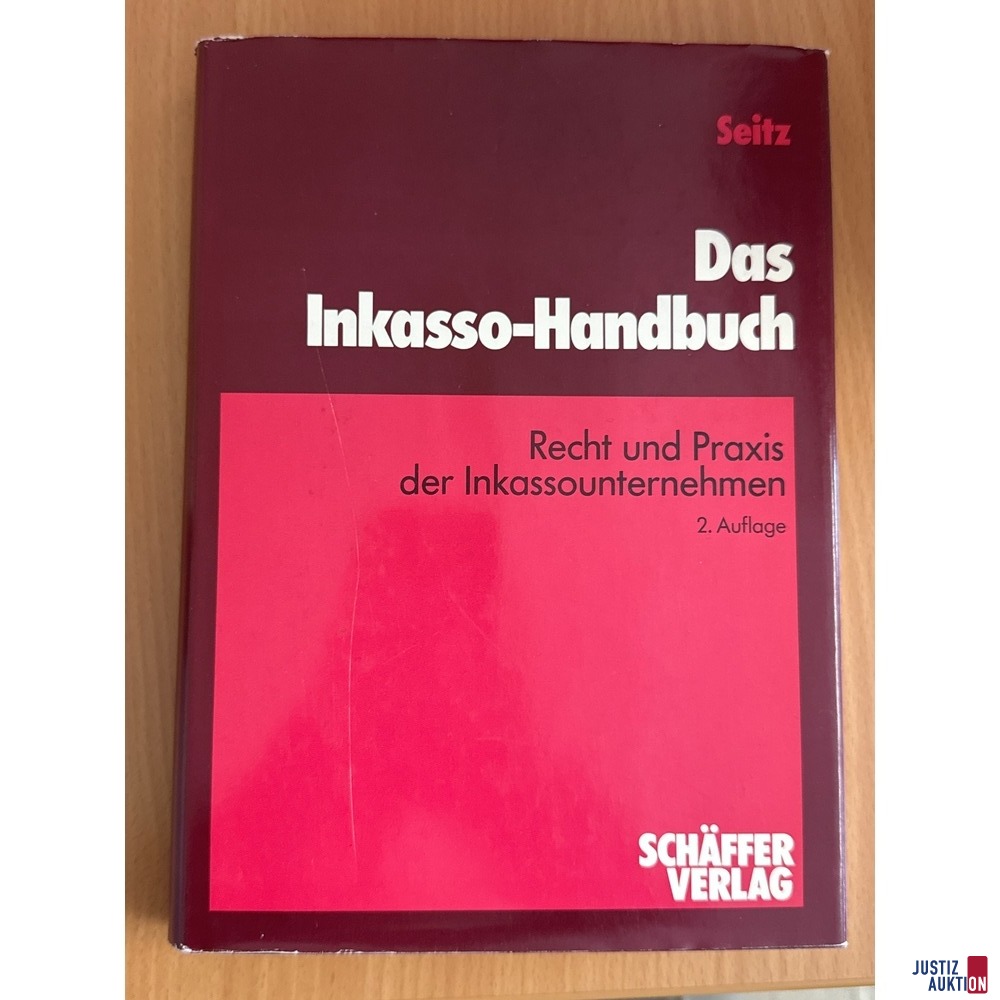 Seitz
Das
Inkasso-Handbuch
Recht und Praxis
der Inkassounternehmen
2. Auflage
SCHÄFFER
VERLAG
JUSTIZ
AUKTION